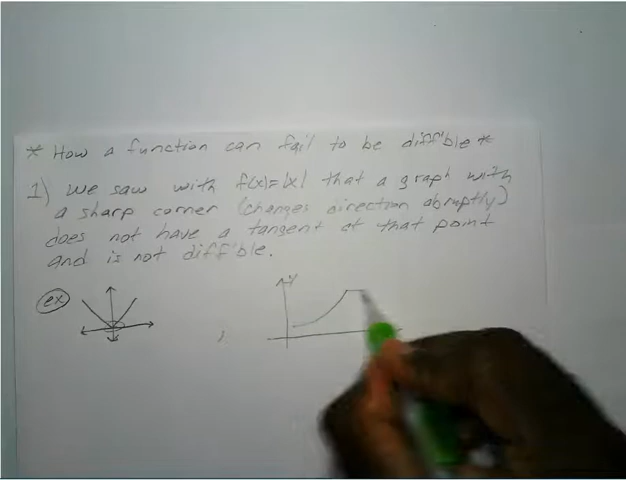 * How a function can fail to be diff'ble *
1) We saw with f(x)=|x| that a graph with
a sharp corner (changes direction abruptly)
does not have a tangent at that point
and is not diff'ble.
ex
,
y